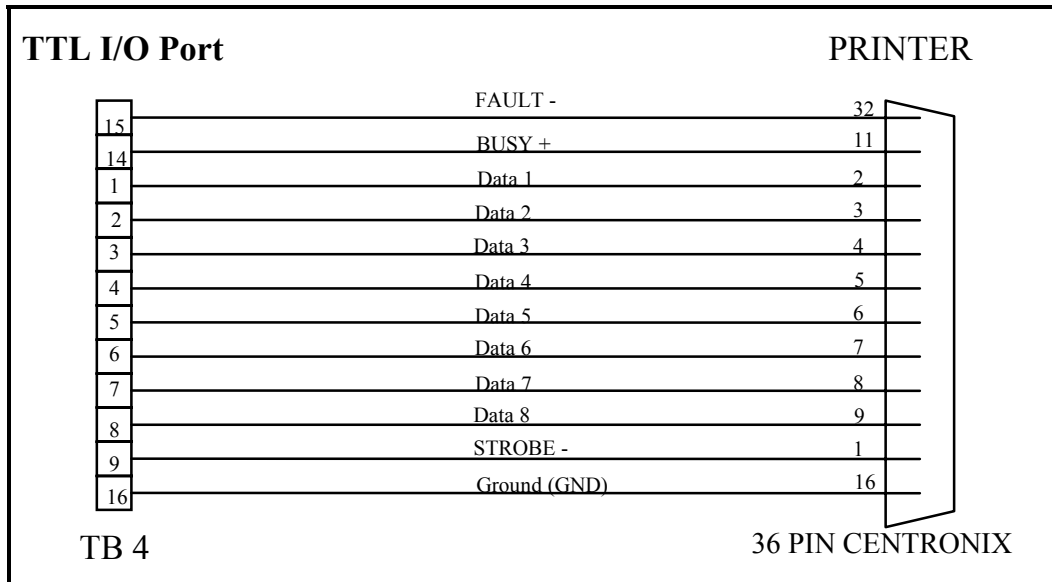 TTL I/O Port PRINTER
15 FAULT - 32
14 BUSY + 11
1 Data 1 2
2 Data 2 3
3 Data 3 4
4 Data 4 5
5 Data 5 6
6 Data 6 7
7 Data 7 8
8 Data 8 9
9 STROBE - 1
16 Ground (GND) 16
TB 4 36 PIN CENTRONIX